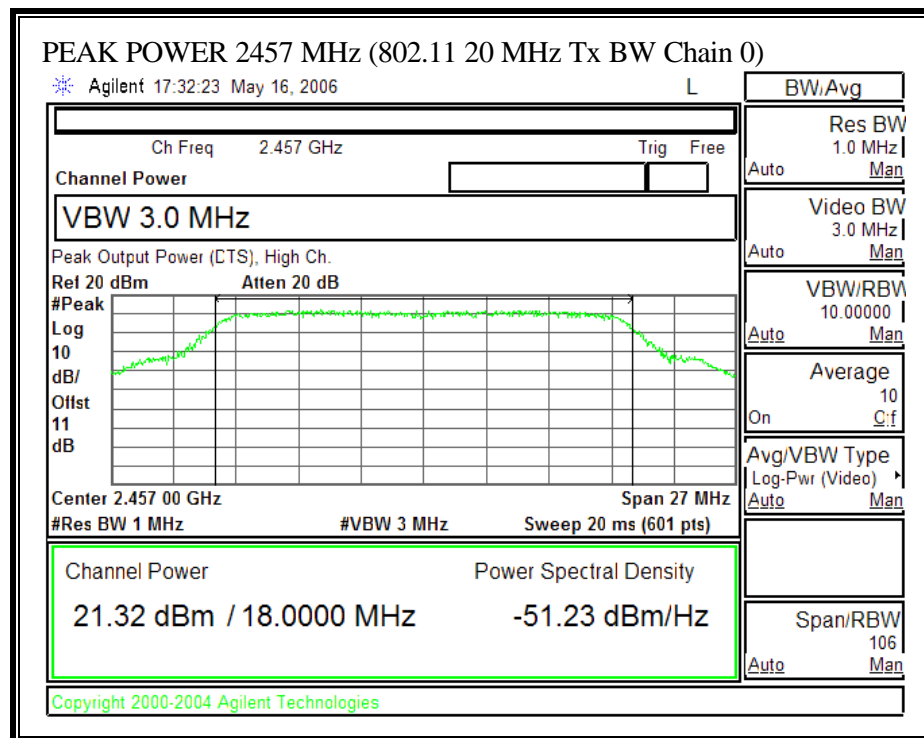 PEAK POWER 2457 MHz (802.11 20 MHz Tx BW Chain 0)
Agilent 17:32:23 May 16, 2006 L
BW/Avg
Ch Freq 2.457 GHz Trig Free
Channel Power
VBW 3.0 MHz
Peak Output Power (DTS), High Ch.
Ref 20 dBm Atten 20 dB
#Peak
Log
10
dB/
Offst
11
dB
Center 2.457 00 GHz Span 27 MHz
#Res BW 1 MHz #VBW 3 MHz Sweep 20 ms (601 pts)
Channel Power Power Spectral Density
21.32 dBm / 18.0000 MHz -51.23 dBm/Hz
Res BW
1.0 MHz
Auto Man
Video BW
3.0 MHz
Auto Man
VBW/RBW
10.00000
Auto Man
Average
10
On Off
Avg/VBW Type
Log-Pwr (Video)
Auto Man
Span/RBW
106
Auto Man
Copyright 2000-2004 Agilent Technologies